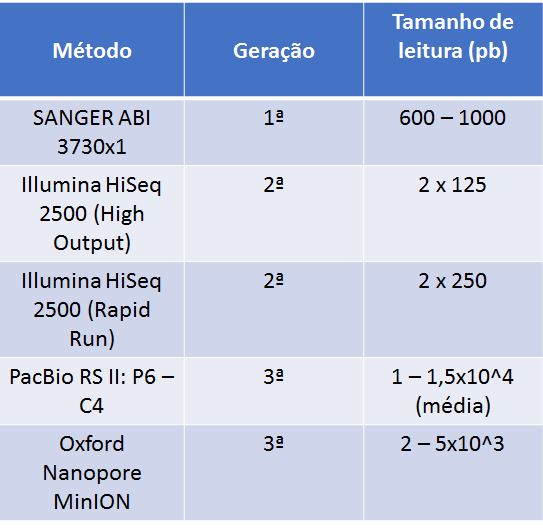 Método
Geração
Tamanho de
leitura (pb)
SANGER ABI
3730x1
1ª
600 – 1000
Illumina HiSeq
2500 (High
Output)
2ª
2 x 125
Illumina HiSeq
2500 (Rapid
Run)
2ª
2 x 250
PacBio RS II: P6 –
C4
3ª
1 – 1,5x10^4
(média)
Oxford
Nanopore
MinION
3ª
2 – 5x10^3